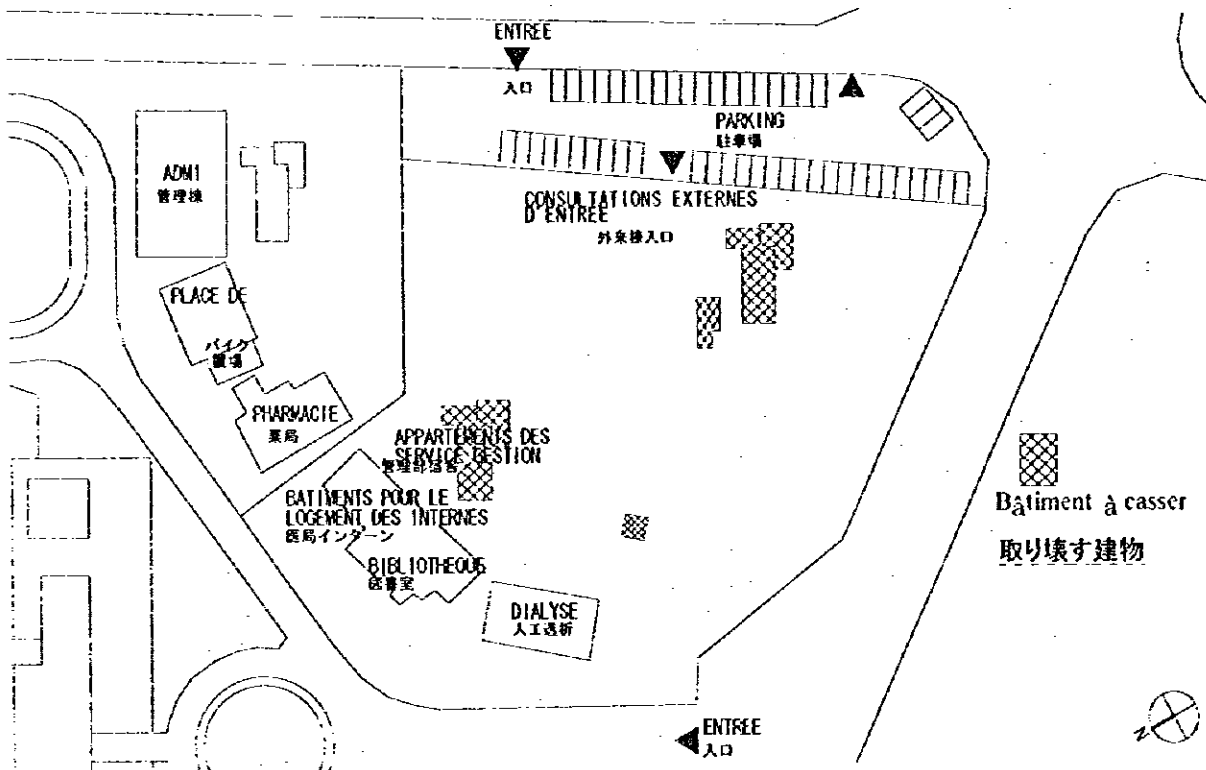 ENTREE
入口
PARKING
駐車場
ADMI
管理棟
CONSULTATIONS EXTERNES
D'ENTREE
外来棟入口
PLACE DE
バイク
置場
PHARMACIE
薬局
APPARTEMENTS DES
SERVICE GESTION
BATIMENTS POUR LE
LOGEMENT DES INTERNES
医局インターン
BIBLIOTHEQUE
図書室
DIALYSE
人工透析
Bâtiment à casser
取り壊す建物
ENTREE
入口
N